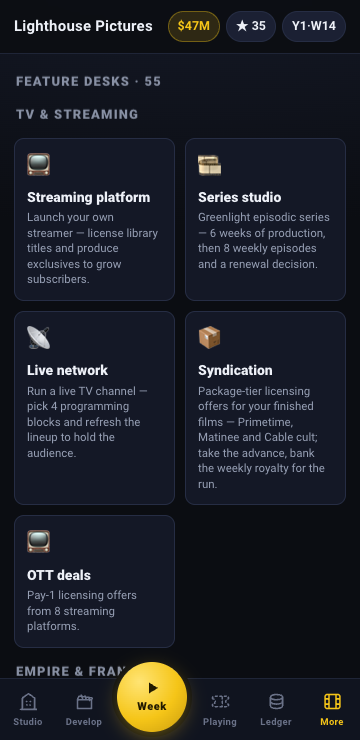 Lighthouse Pictures
$47M
★ 35
Y1·W14
FEATURE DESKS · 55
TV & STREAMING
Streaming platform
Launch your own
streamer — license library
titles and produce
exclusives to grow
subscribers.
Series studio
Greenlight episodic series
— 6 weeks of production,
then 8 weekly episodes
and a renewal decision.
Live network
Run a live TV channel —
pick 4 programming
blocks and refresh the
lineup to hold the
audience.
Syndication
Package-tier licensing
offers for your finished
films — Primetime,
Matinee and Cable cult;
take the advance, bank
the weekly royalty for the
run.
OTT deals
Pay-1 licensing offers
from 8 streaming
platforms.
EMPIRE &
Studio
Develop
Week
Playing
Ledger
More